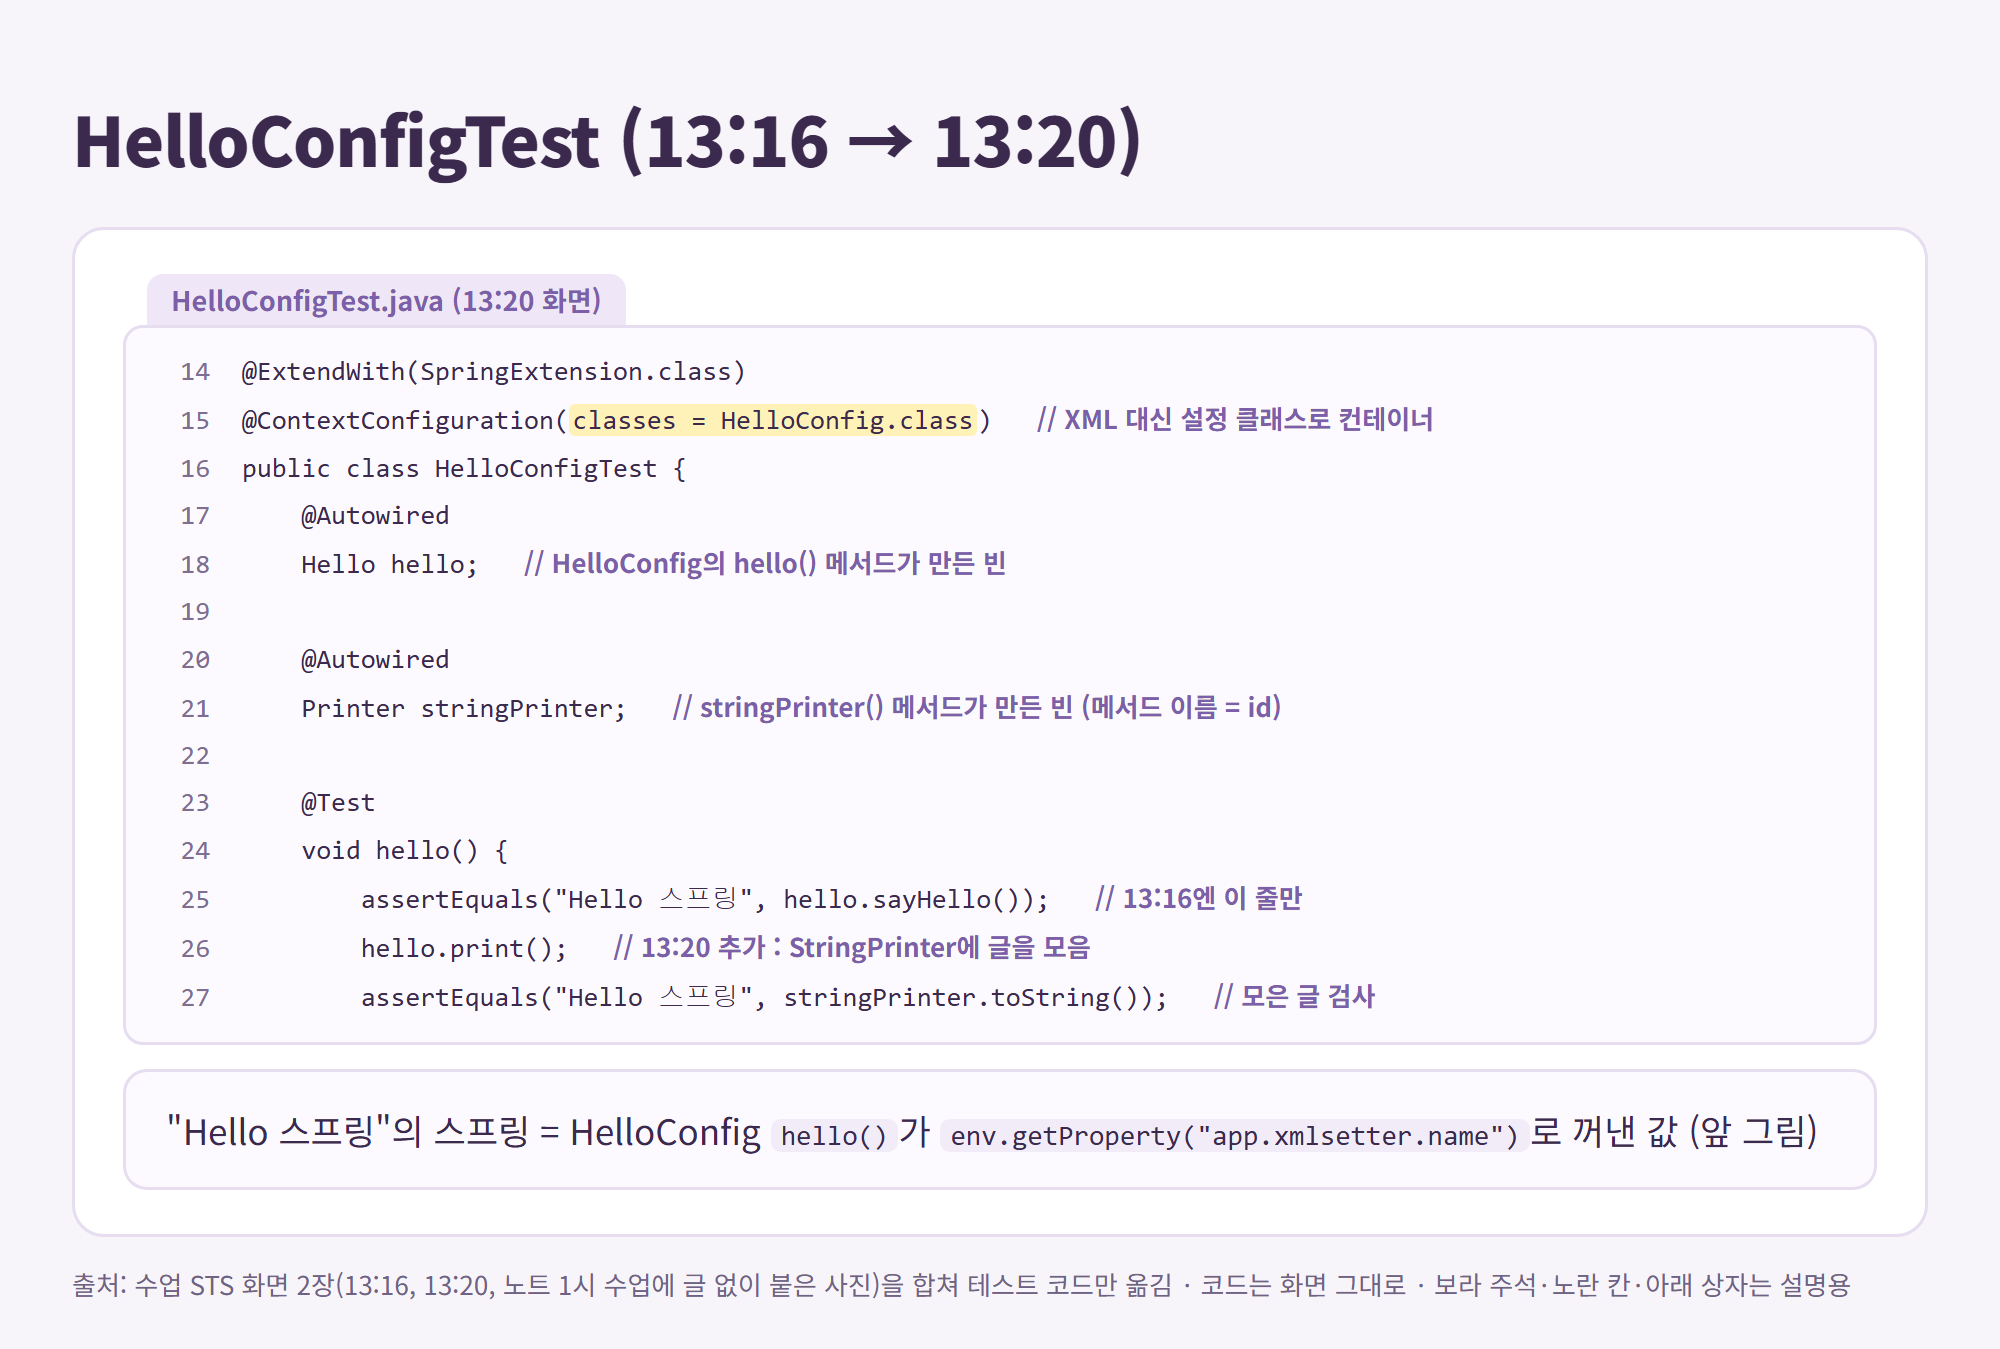 HelloConfigTest (13:16 → 13:20)
HelloConfigTest.java (13:20 화면)
14 @ExtendWith(SpringExtension.class)
15 @ContextConfiguration(classes = HelloConfig.class) // XML 대신 설정 클래스로 컨테이너
16 public class HelloConfigTest {
17 @Autowired
18 Hello hello; // HelloConfig의 hello() 메서드가 만든 빈
19
20 @Autowired
21 Printer stringPrinter; // stringPrinter() 메서드가 만든 빈 (메서드 이름 = id)
22
23 @Test
24 void hello() {
25 assertEquals("Hello 스프링", hello.sayHello()); // 13:16엔 이 줄만
26 hello.print(); // 13:20 추가 : StringPrinter에 글을 모음
27 assertEquals("Hello 스프링", stringPrinter.toString()); // 모은 글 검사
"Hello 스프링"의 스프링 = HelloConfig hello()가 env.getProperty("app.xmlsetter.name")로 꺼낸 값 (앞 그림)
출처: 수업 STS 화면 2장(13:16, 13:20, 노트 1시 수업에 글 없이 붙은 사진)을 합쳐 테스트 코드만 옮김 · 코드는 화면 그대로 · 보라 주석·노란 칸·아래 상자는 설명용